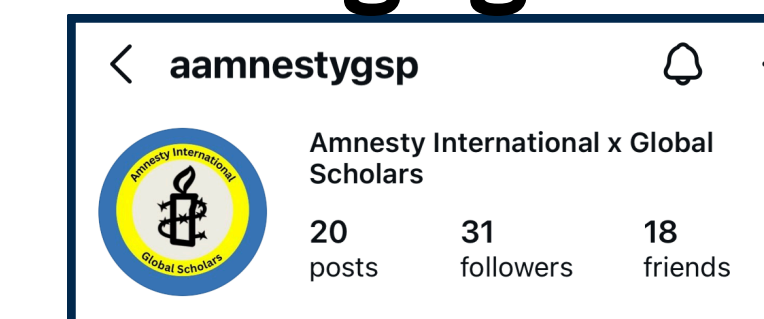 aamnestygsp
Amnesty International
Global Scholars
Amnesty International x Global
Scholars
20
31
18
posts
followers
friends